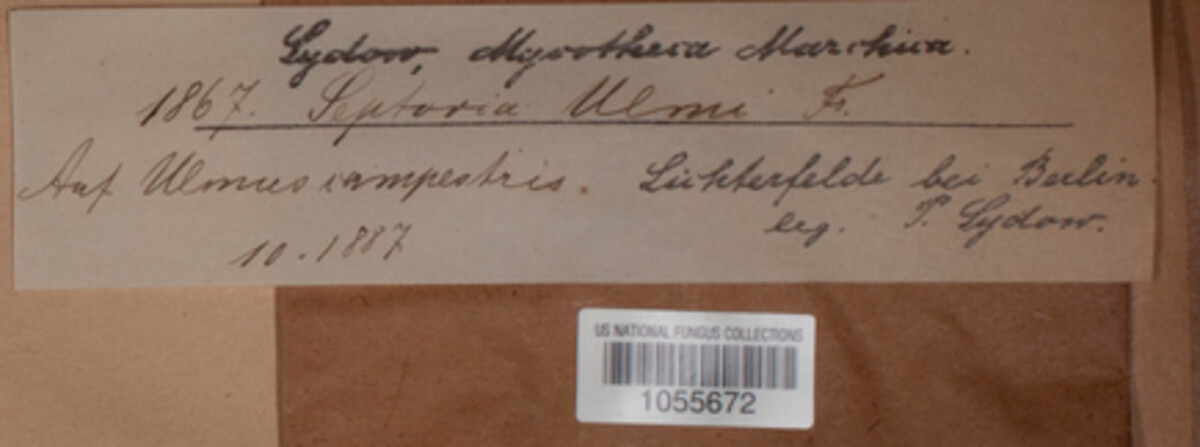 Sydow, Mycotheca Marchica.
1867. Septoria Ulmi Fr.
Auf Ulmus campestris. Lichterfelde bei Berlin.
10.1887 leg. P. Sydow.
US NATIONAL FUNGUS COLLECTIONS
1055672